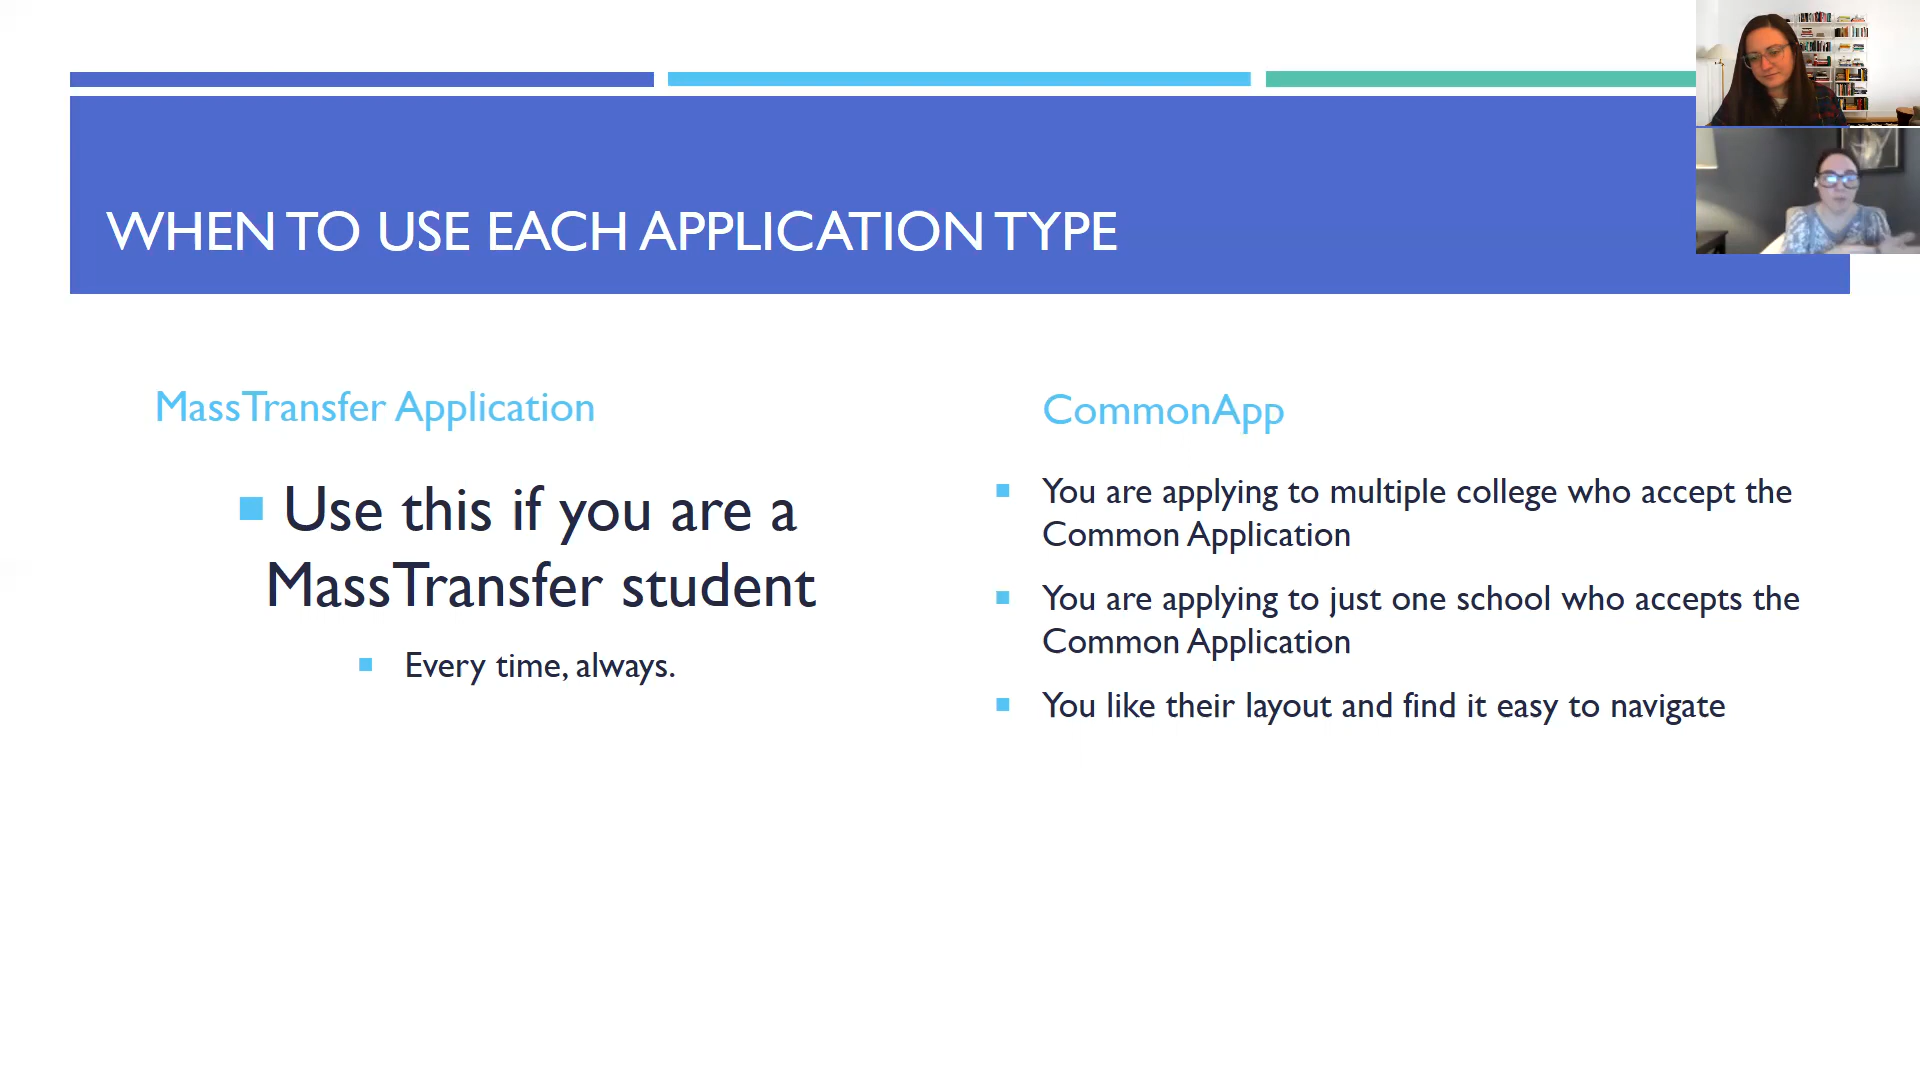 WHEN TO USE EACH APPLICATION TYPE
MassTransfer Application
Use this if you are a
MassTransfer student
Every time, always.
CommonApp
You are applying to multiple college who accept the
Common Application
You are applying to just one school who accepts the
Common Application
You like their layout and find it easy to navigate